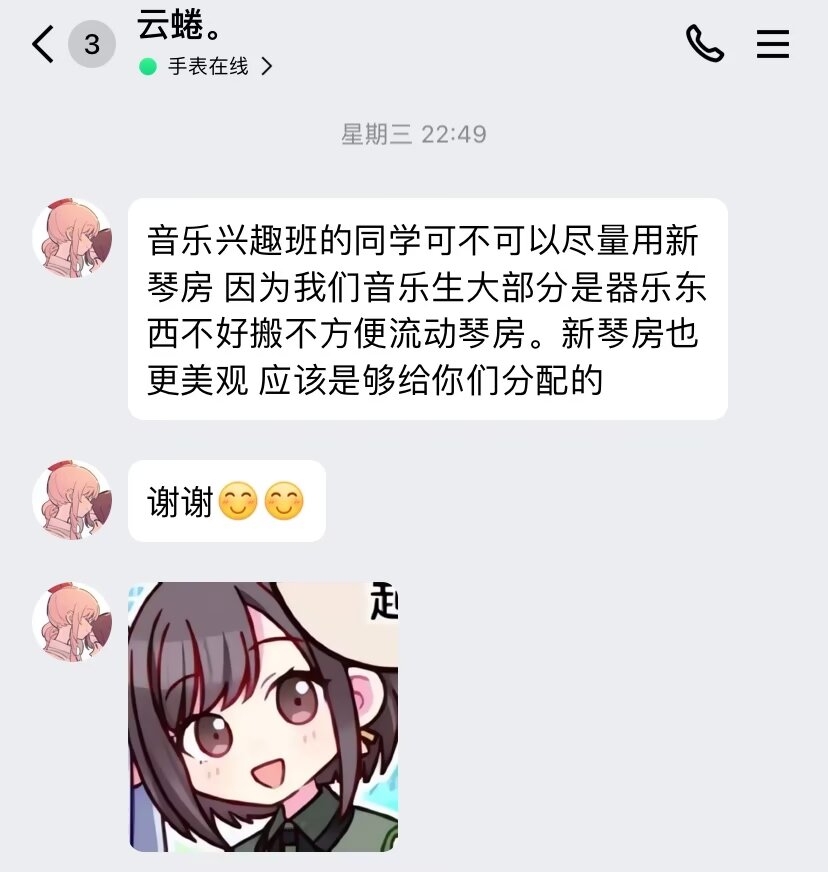 3
云蜷。
手表在线
星期三 22:49
音乐兴趣班的同学可不可以尽量用新
琴房 因为我们音乐生大部分是器乐东
西不好搬不方便流动琴房。新琴房也
更美观 应该是够给你们分配的
谢谢😊😊